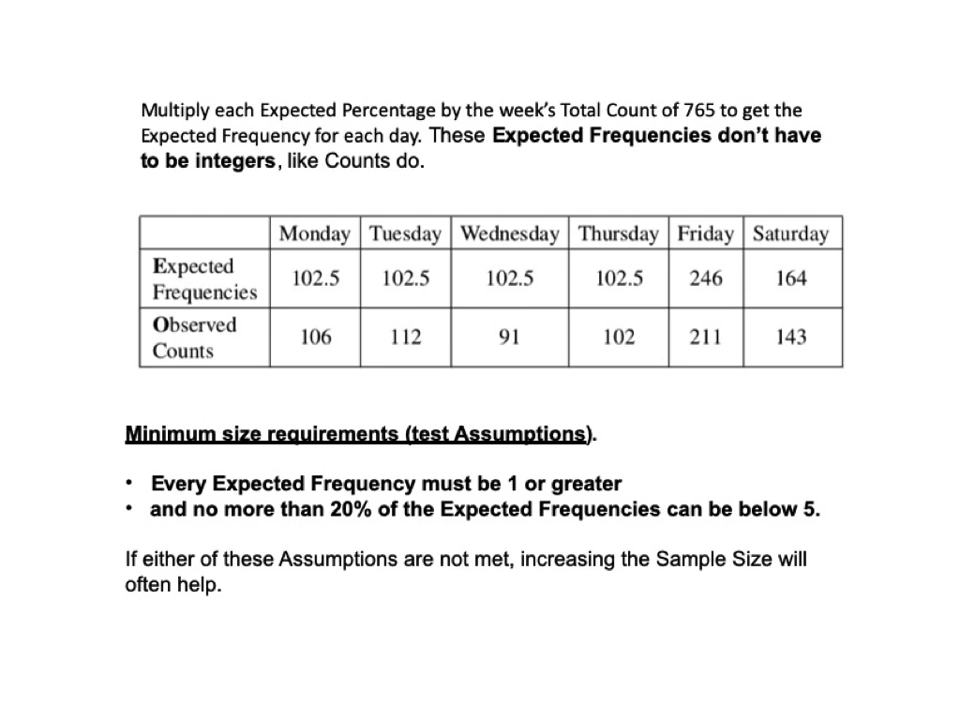 Multiply each Expected Percentage by the week’s Total Count of 765 to get the
Expected Frequency for each day. These Expected Frequencies don’t have
to be integers, like Counts do.
Monday Tuesday Wednesday Thursday Friday Saturday
Expected
Frequencies 102.5 102.5 102.5 102.5 246 164
Observed
Counts 106 112 91 102 211 143
Minimum size requirements (test Assumptions).
• Every Expected Frequency must be 1 or greater
• and no more than 20% of the Expected Frequencies can be below 5.
If either of these Assumptions are not met, increasing the Sample Size will
often help.